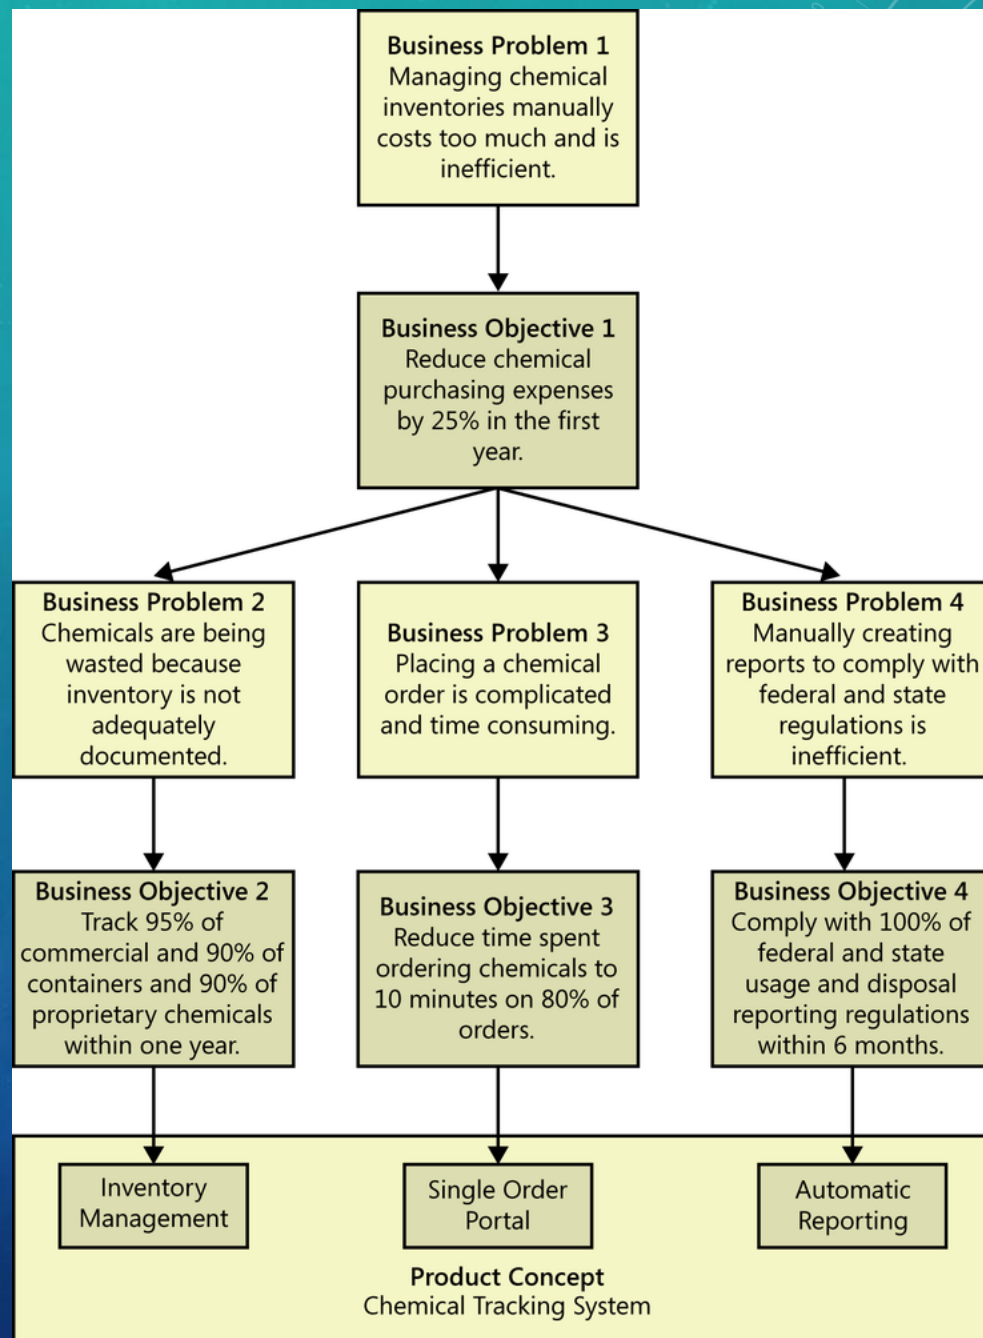 Business Problem 1
Managing chemical
inventories manually
costs too much and is
inefficient.
Business Objective 1
Reduce chemical
purchasing expenses
by 25% in the first
year.
Business Problem 2
Chemicals are being
wasted because
inventory is not
adequately
documented.
Business Problem 3
Placing a chemical
order is complicated
and time consuming.
Business Problem 4
Manually creating
reports to comply with
federal and state
regulations is
inefficient.
Business Objective 2
Track 95% of
commercial and 90% of
containers and 90% of
proprietary chemicals
within one year.
Business Objective 3
Reduce time spent
ordering chemicals to
10 minutes on 80% of
orders.
Business Objective 4
Comply with 100% of
federal and state
usage and disposal
reporting regulations
within 6 months.
Inventory
Management
Single Order
Portal
Automatic
Reporting
Product Concept
Chemical Tracking System